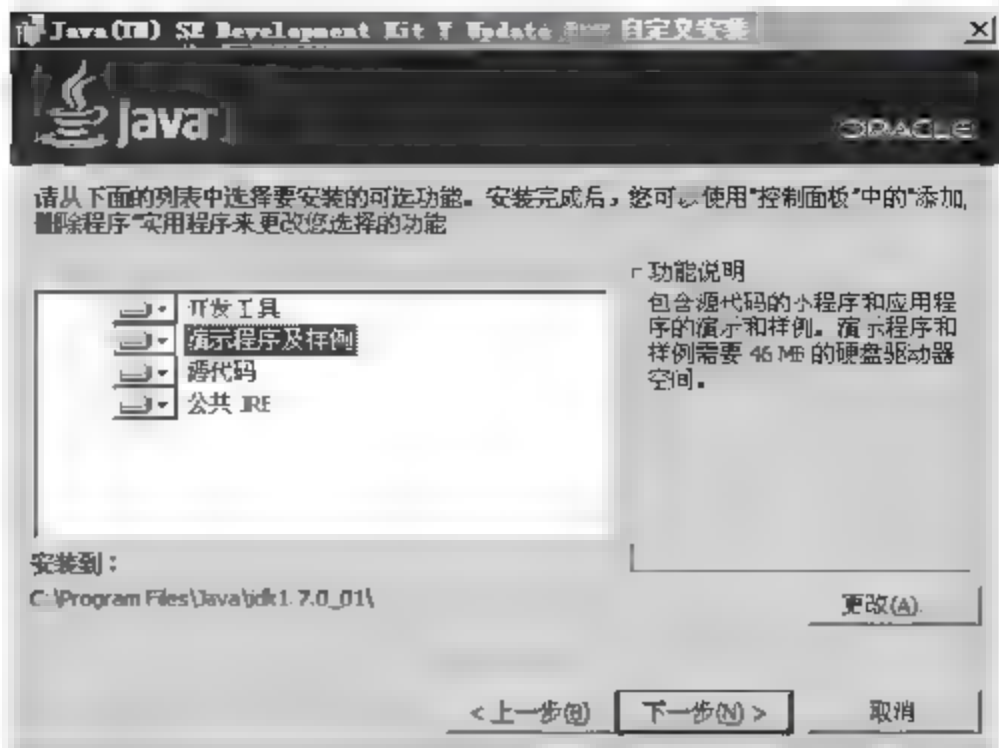 Java(TM) SE Development Kit 7 Update 自定义安装
java
ORACLE
请从下面的列表中选择要安装的可选功能。安装完成后，您可以使用"控制面板"中的"添加/
删除程序"实用程序来更改您选择的功能
功能说明
开发工具
演示程序及样例
源代码
公共 JRE
包含源代码的小程序和应用程
序的演示和样例。演示程序和
样例需要 46 MB 的硬盘驱动器
空间。
安装到：
C:\Program Files\Java\jdk1.7.0_01\
更改(A)
<上一步(B)
下一步(N) >
取消